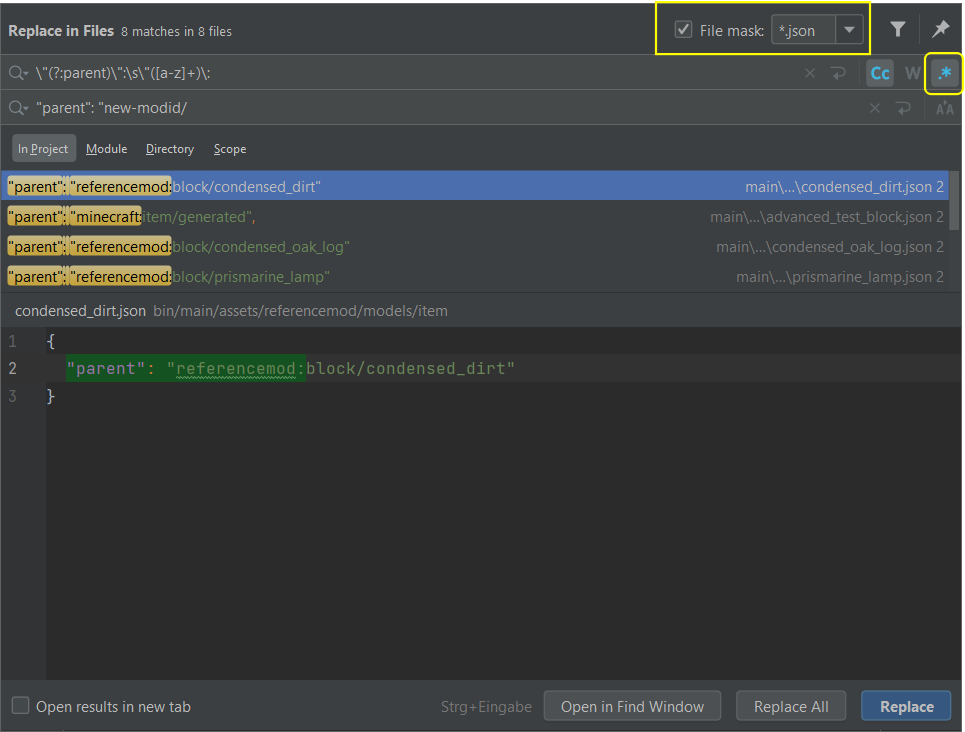 Replace in Files 8 matches in 8 files File mask: *.json
\"(?:parent)\":\s\"([a-z]+)\: Cc W .*
"parent": "new-modid/
In Project Module Directory Scope
"parent": "referencemod:block/condensed_dirt" main\...\condensed_dirt.json 2
"parent": "minecraft:item/generated", main\...\advanced_test_block.json 2
"parent": "referencemod:block/condensed_oak_log" main\...\condensed_oak_log.json 2
"parent": "referencemod:block/prismarine_lamp" main\...\prismarine_lamp.json 2
condensed_dirt.json bin/main/assets/referencemod/models/item
1 {
2 "parent": "referencemod:block/condensed_dirt"
3 }
Open results in new tab Strg+Eingabe Open in Find Window Replace All Replace